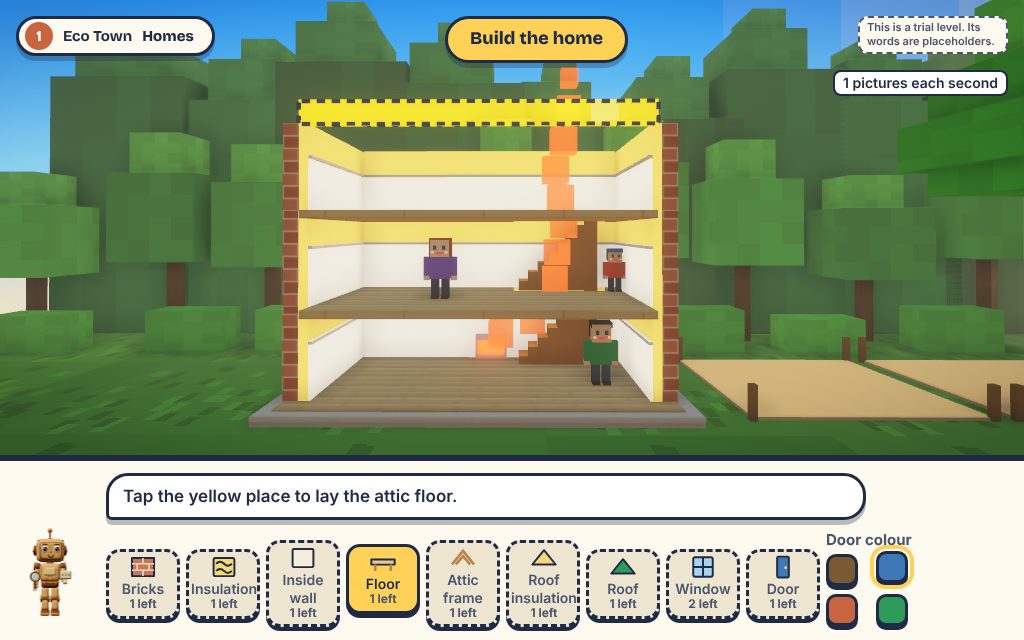 1 Eco Town Homes
Build the home
This is a trial level. Its
words are placeholders.
1 pictures each second
Tap the yellow place to lay the attic floor.
Bricks
1 left
Insulation
1 left
Inside
wall
1 left
Floor
1 left
Attic
frame
1 left
Roof
insulation
1 left
Roof
1 left
Window
2 left
Door
1 left
Door colour